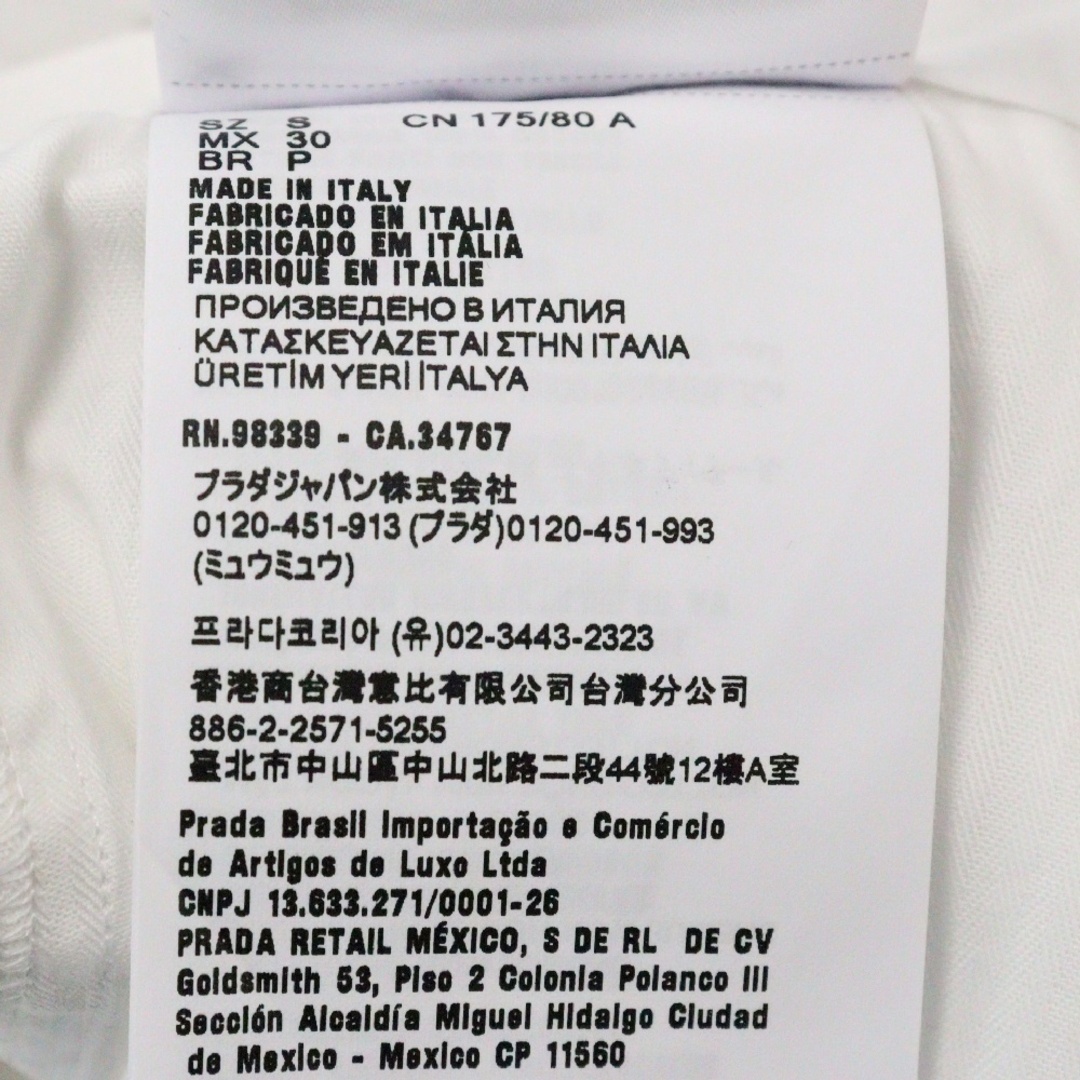 SZ S CN 175/80 A
MX 30
BR P
MADE IN ITALY
FABRICADO EN ITALIA
FABRICADO EM ITÁLIA
FABRIQUÉ EN ITALIE
ПРОИЗВЕДЕНО В ИТАЛИЯ
ΚΑΤΑΣΚΕΥΑΖΕΤΑΙ ΣΤΗΝ ΙΤΑΛΙΑ
ÜRETİM YERİ İTALYA
RN.98339 - CA.34767
プラダジャパン株式会社
0120-451-913 (プラダ)0120-451-993
(ミュウミュウ)
프라다코리아 (유)02-3443-2323
香港商台灣意比有限公司台灣分公司
886-2-2571-5255
臺北市中山區中山北路二段44號12樓A室
Prada Brasil Importação e Comércio
de Artigos de Luxo Ltda
CNPJ 13.633.271/0001-26
PRADA RETAIL MÉXICO, S DE RL DE CV
Goldsmith 53, Piso 2 Colonia Polanco III
Sección Alcaldía Miguel Hidalgo Ciudad
de Mexico - Mexico CP 11560